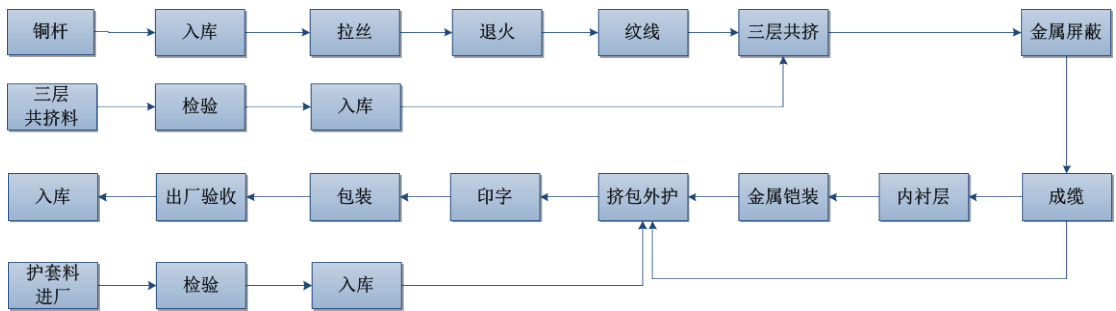 铜杆
入库
拉丝
退火
纹线
三层共挤
金属屏蔽
三层
共挤料
检验
入库
入库
出厂验收
包装
印字
挤包外护
金属铠装
内衬层
成缆
护套料
进厂
检验
入库